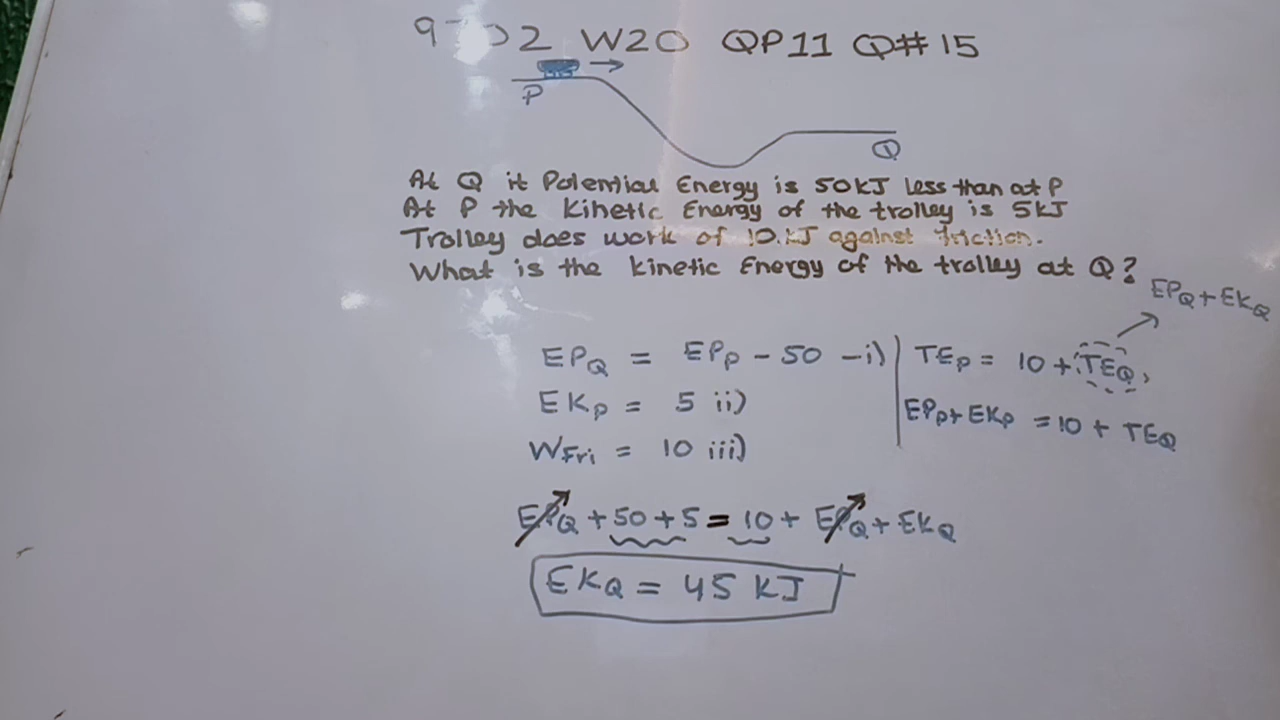 9702 W20 QP11 Q#15
P
Q
At Q it Potential Energy is 50kJ less than at P
At P the Kinetic Energy of the trolley is 5kJ
Trolley does work of 10.kJ against friction.
What is the kinetic Energy of the trolley at Q?
EPQ + EKQ
EPQ = EPP - 50 - i)
TEP = 10 + TEQ,
EKP = 5 ii)
EPP + EKP = 10 + TEQ
WFri = 10 iii)
EPQ + 50 + 5 = 10 + EPQ + EKQ
EKQ = 45 KJ